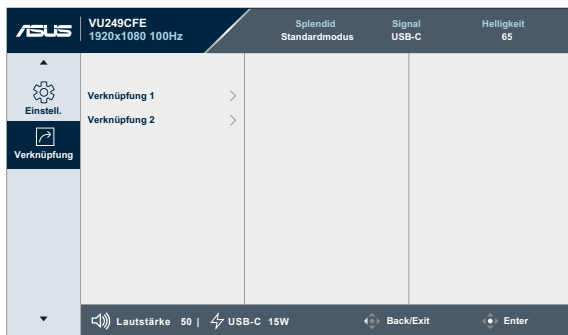 ASUS
VU249CFE
1920x1080 100Hz
Splendid
Standardmodus
Signal
USB-C
Helligkeit
65
Einstell.
Verknüpfung
Verknüpfung 1
Verknüpfung 2
Lautstärke 50 | USB-C 15W
Back/Exit
Enter